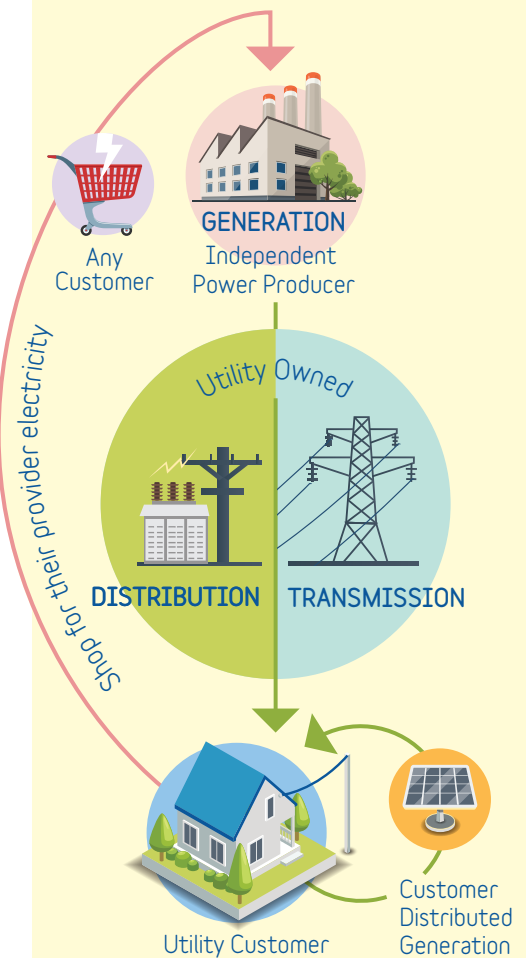 GENERATION
Independent
Power Producer
Any
Customer
Shop for their provider electricity
Utility Owned
DISTRIBUTION
TRANSMISSION
Utility Customer
Customer
Distributed
Generation